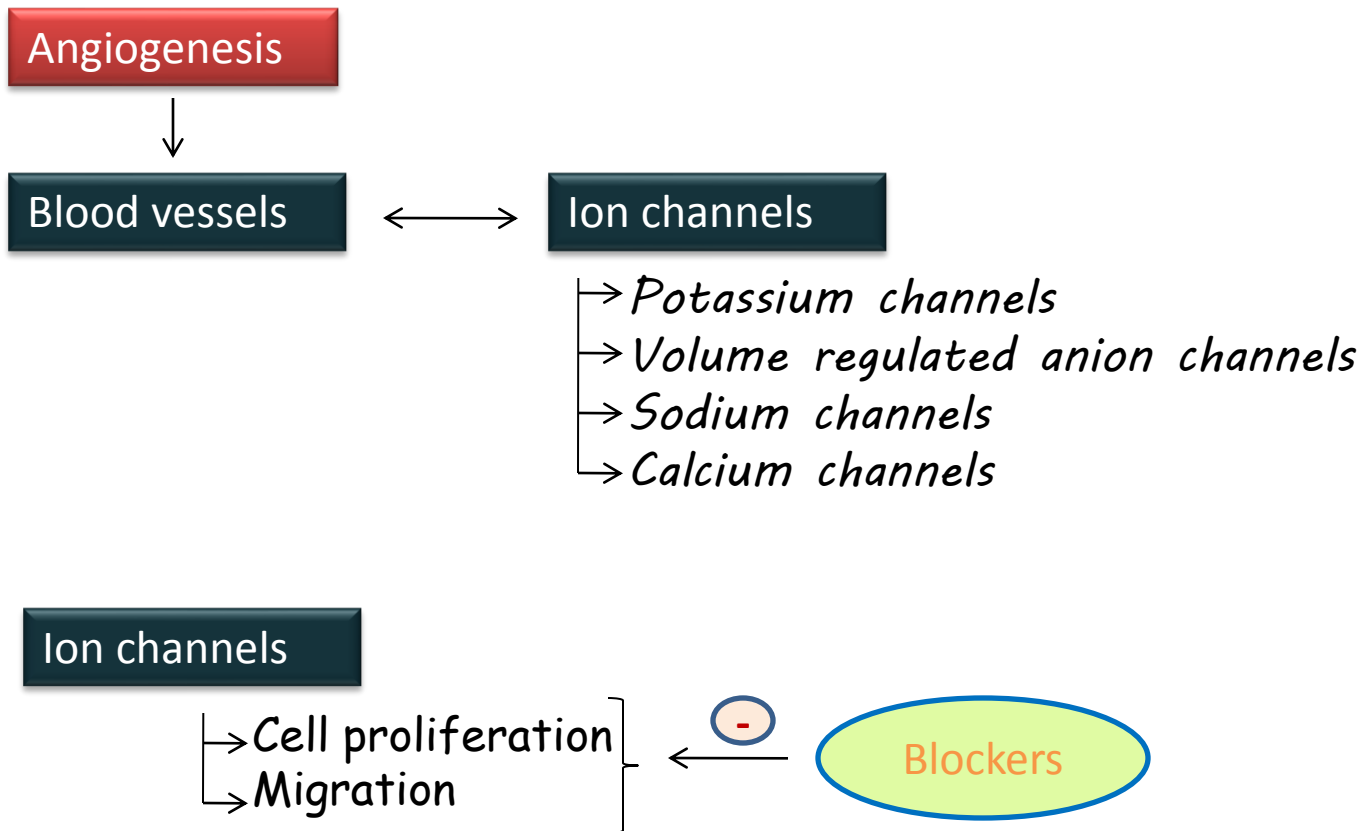 Angiogenesis
Blood vessels
Ion channels
Potassium channels
Volume regulated anion channels
Sodium channels
Calcium channels
Ion channels
Cell proliferation
Migration
-
Blockers